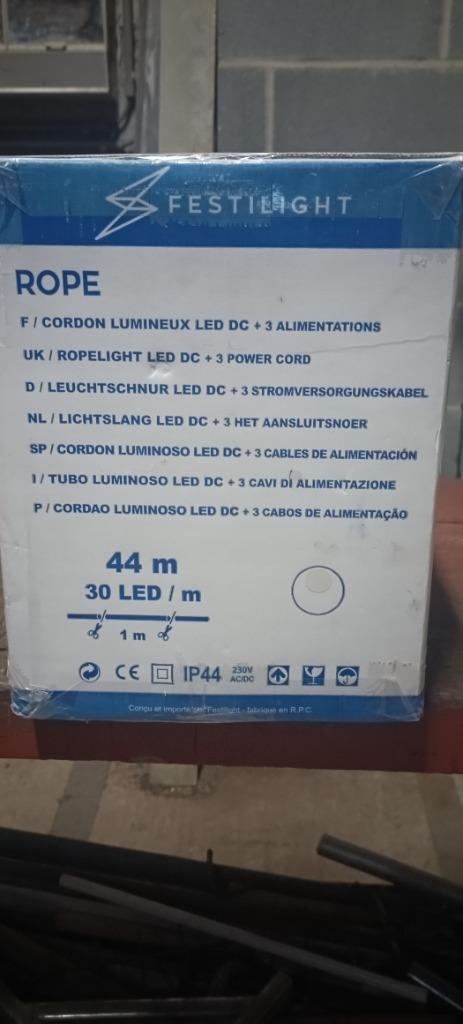 FESTILIGHT
ROPE
F / CORDON LUMINEUX LED DC + 3 ALIMENTATIONS
UK / ROPELIGHT LED DC + 3 POWER CORD
D / LEUCHTSCHNUR LED DC + 3 STROMVERSORGUNGSKABEL
NL / LICHTSLANG LED DC + 3 HET AANSLUITSNOER
SP / CORDON LUMINOSO LED DC + 3 CABLES DE ALIMENTACIÓN
I / TUBO LUMINOSO LED DC + 3 CAVI DI ALIMENTAZIONE
P / CORDAO LUMINOSO LED DC + 3 CABOS DE ALIMENTAÇÃO
44 m
30 LED / m
1 m
CE IP44 230V
AC/DC
Conçu et importé par Festilight - fabriqué en R.P.C